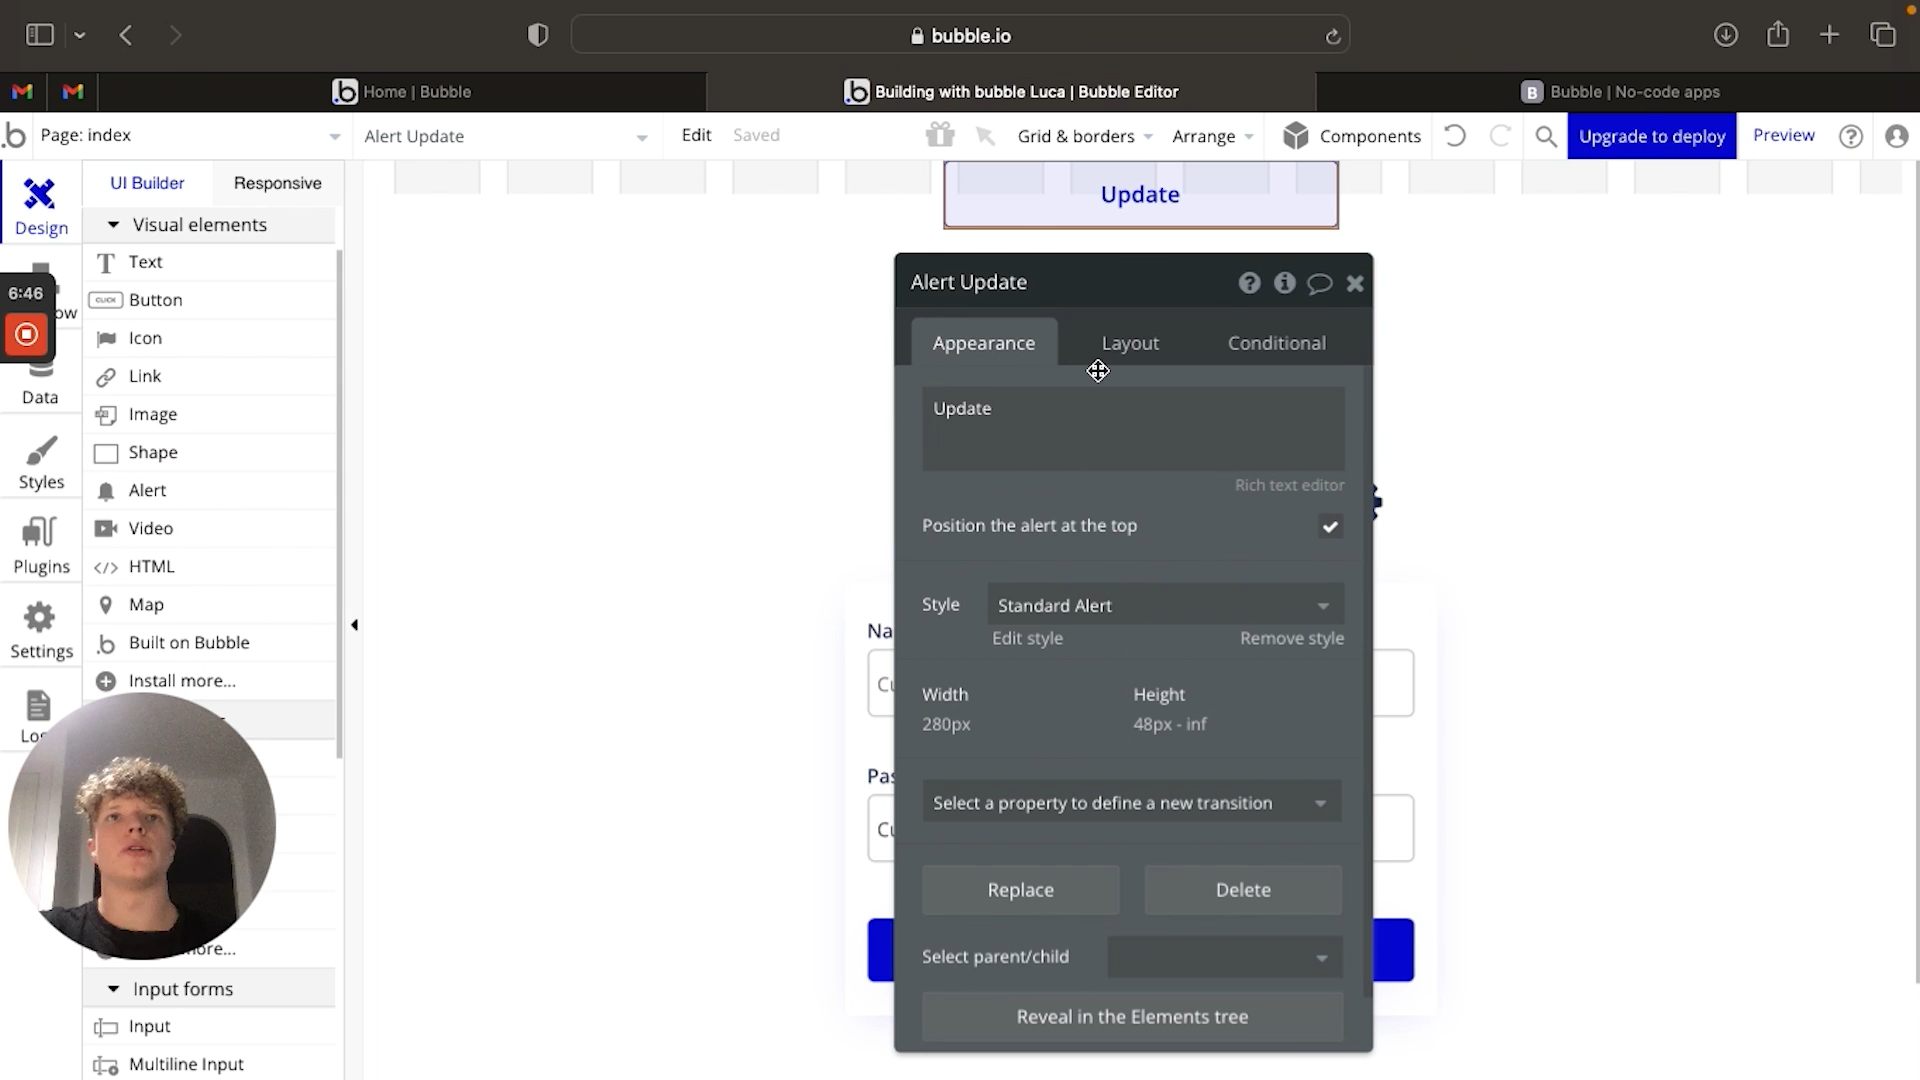 bubble.io
Home | Bubble
Building with bubble Luca | Bubble Editor
B
Bubble | No-code apps
Page: index
Alert Update
Edit
Saved
Grid & borders
Arrange
Components
Upgrade to deploy
Preview
UI Builder
Responsive
Design
Visual elements
Text
CLICK
Button
Icon
Link
Image
Shape
Alert
Video
HTML
Map
Built on Bubble
Install more...
6:46
Data
Styles
Plugins
Settings
Input forms
Input
Multiline Input
Update
Alert Update
Appearance
Layout
Conditional
Update
Rich text editor
Position the alert at the top
Style
Standard Alert
Edit style
Remove style
Width
Height
280px
48px - inf
Select a property to define a new transition
Replace
Delete
Select parent/child
Reveal in the Elements tree